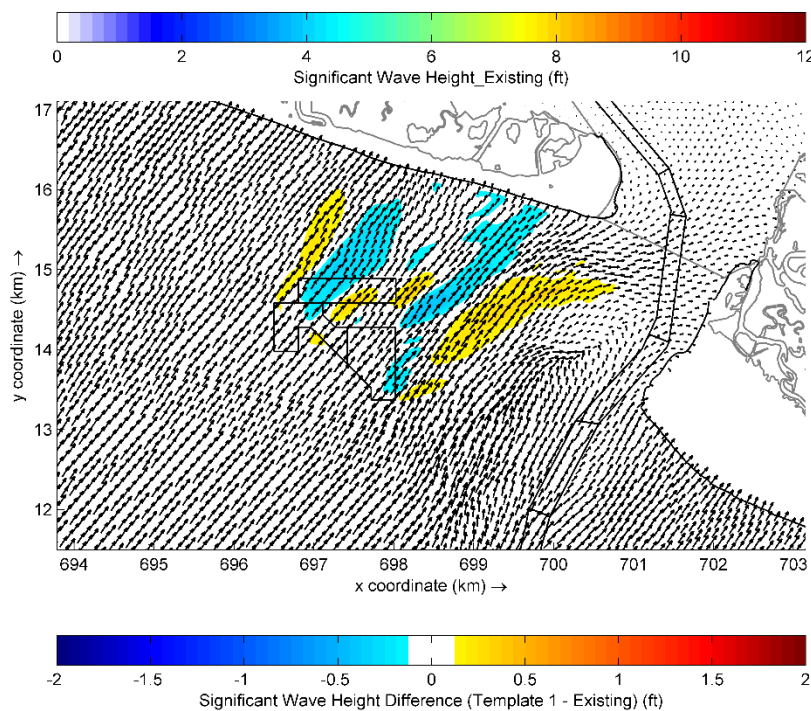 0 2 4 6 8 10 12
Significant Wave Height_Existing (ft)
17
16
15
14
13
12
y coordinate (km) →
694 695 696 697 698 699 700 701 702 703
x coordinate (km) →
-2 -1.5 -1 -0.5 0 0.5 1 1.5 2
Significant Wave Height Difference (Template 1 - Existing) (ft)